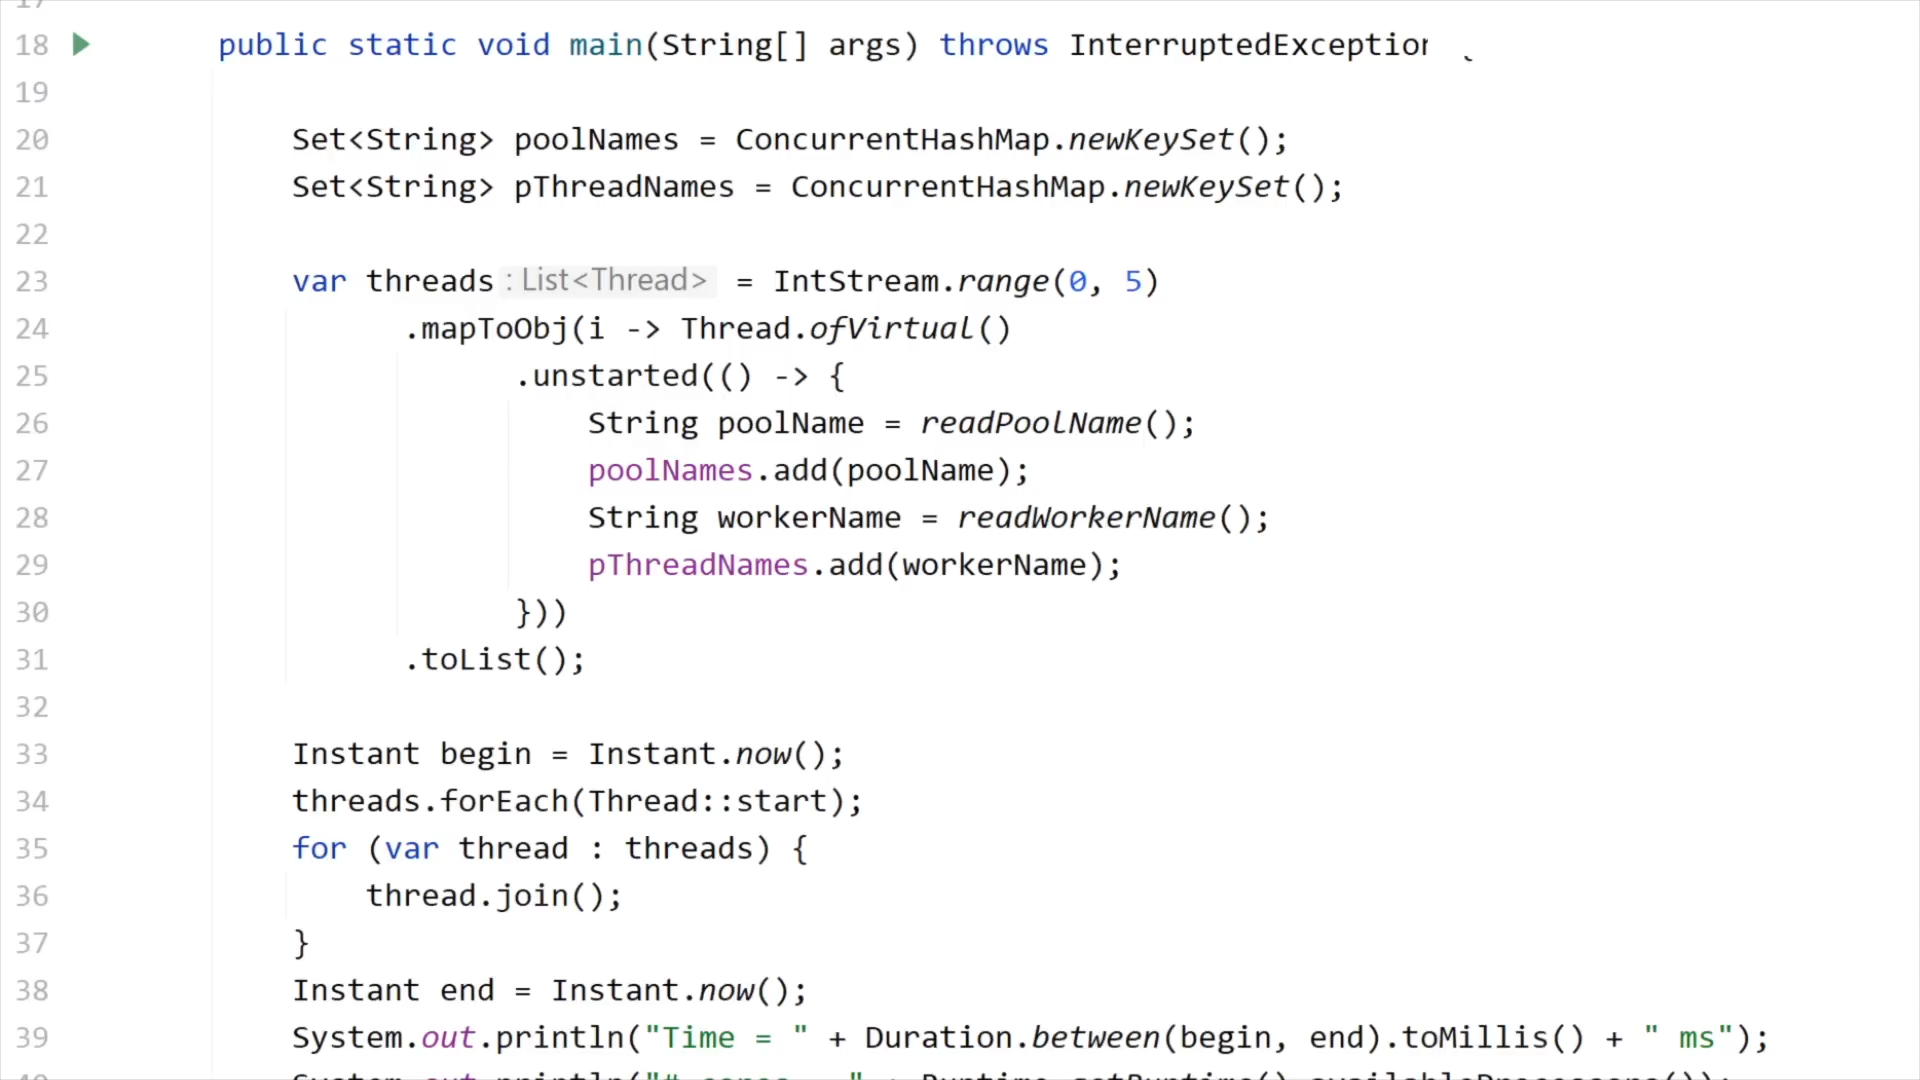 18 public static void main(String[] args) throws InterruptedException {
19
20 Set<String> poolNames = ConcurrentHashMap.newKeySet();
21 Set<String> pThreadNames = ConcurrentHashMap.newKeySet();
22
23 var threads : List<Thread> = IntStream.range(0, 5)
24 .mapToObj(i -> Thread.ofVirtual()
25 .unstarted(() -> {
26 String poolName = readPoolName();
27 poolNames.add(poolName);
28 String workerName = readWorkerName();
29 pThreadNames.add(workerName);
30 }))
31 .toList();
32
33 Instant begin = Instant.now();
34 threads.forEach(Thread::start);
35 for (var thread : threads) {
36 thread.join();
37 }
38 Instant end = Instant.now();
39 System.out.println("Time = " + Duration.between(begin, end).toMillis() + " ms");